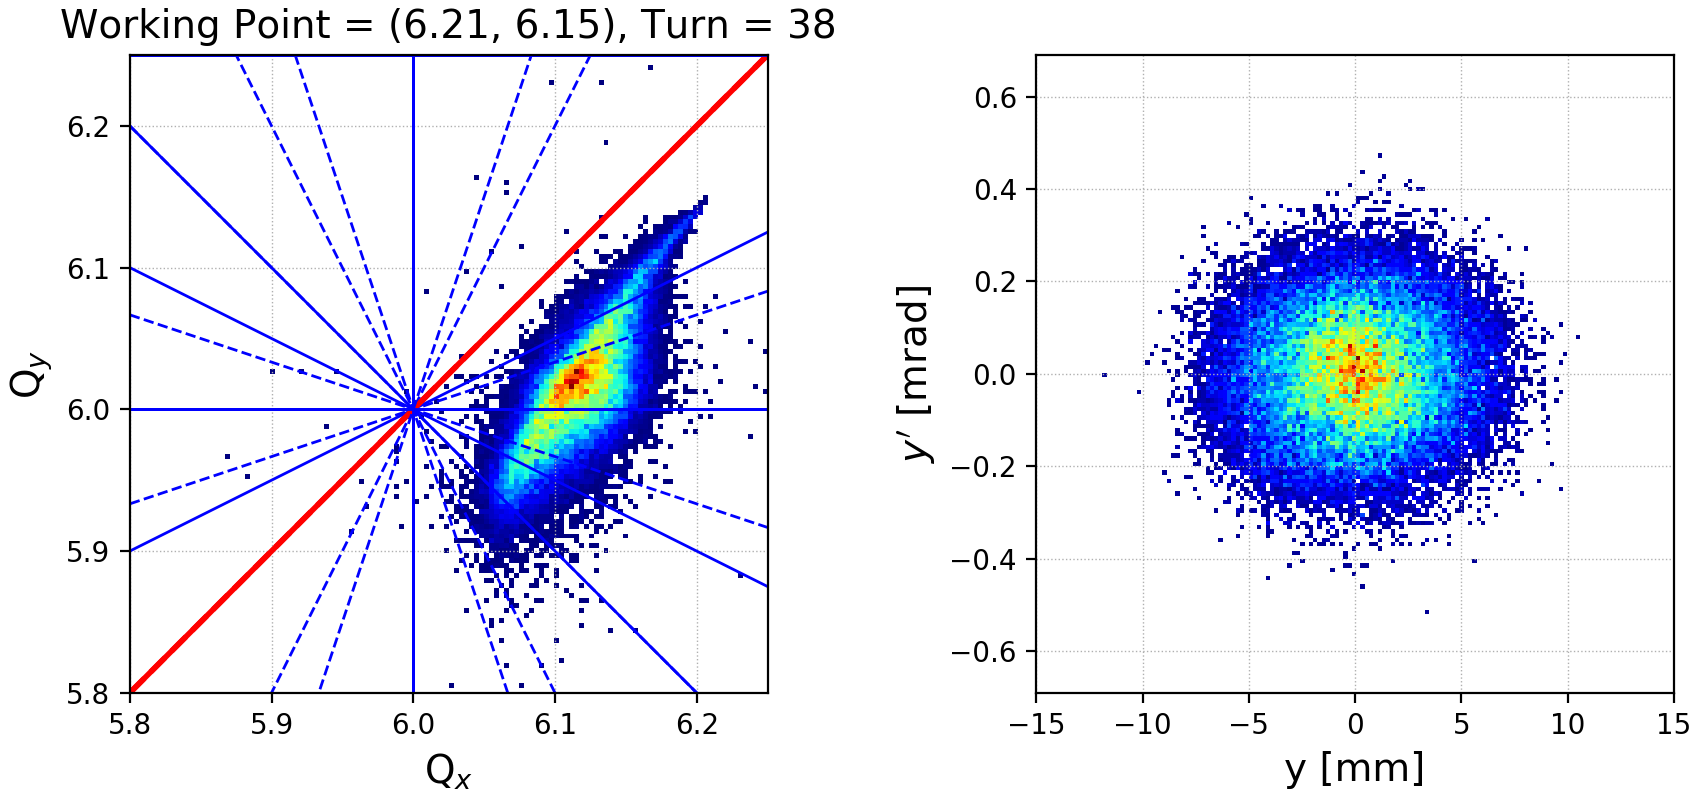 Working Point = (6.21, 6.15), Turn = 38
6.2
6.1
6.0
5.9
5.8
Q_y
5.8 5.9 6.0 6.1 6.2
Q_x
0.6
0.4
0.2
0.0
−0.2
−0.4
−0.6
y′ [mrad]
−15 −10 −5 0 5 10 15
y [mm]